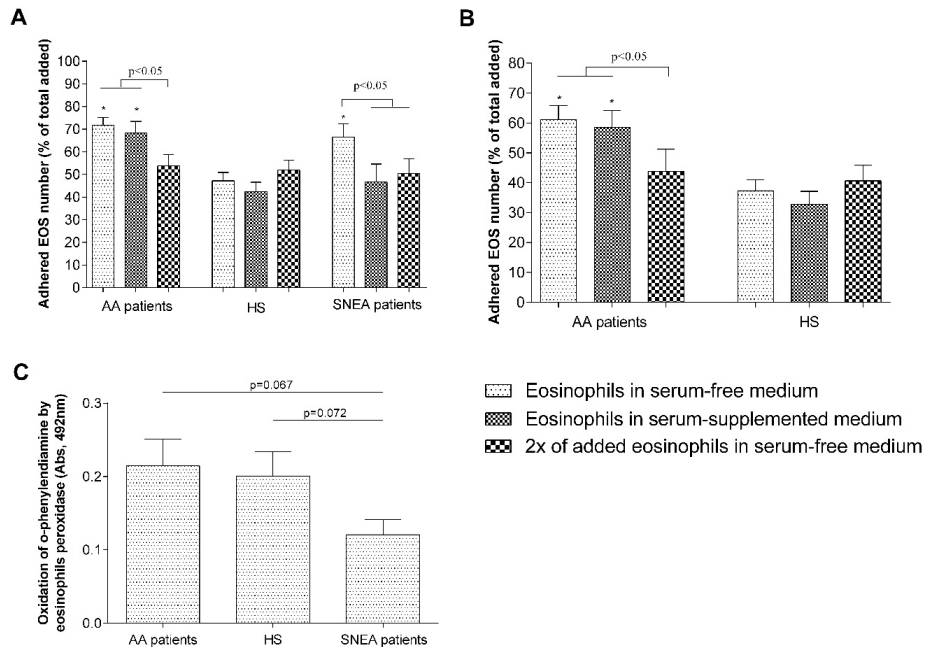 A
Adhered EOS number (% of total added)
100
90
80
70
60
50
40
30
20
10
0
p<0.05
*
*
p<0.05
*
AA patients
HS
SNEA patients
B
Adhered EOS number (% of total added)
80
70
60
50
40
30
20
10
0
p<0.05
*
*
AA patients
HS
C
Oxidation of o-phenylendiamine by
eosinophils peroxidase (Abs, 492nm)
0.3
0.2
0.1
0.0
p=0.067
p=0.072
AA patients
HS
SNEA patients
Eosinophils in serum-free medium
Eosinophils in serum-supplemented medium
2x of added eosinophils in serum-free medium